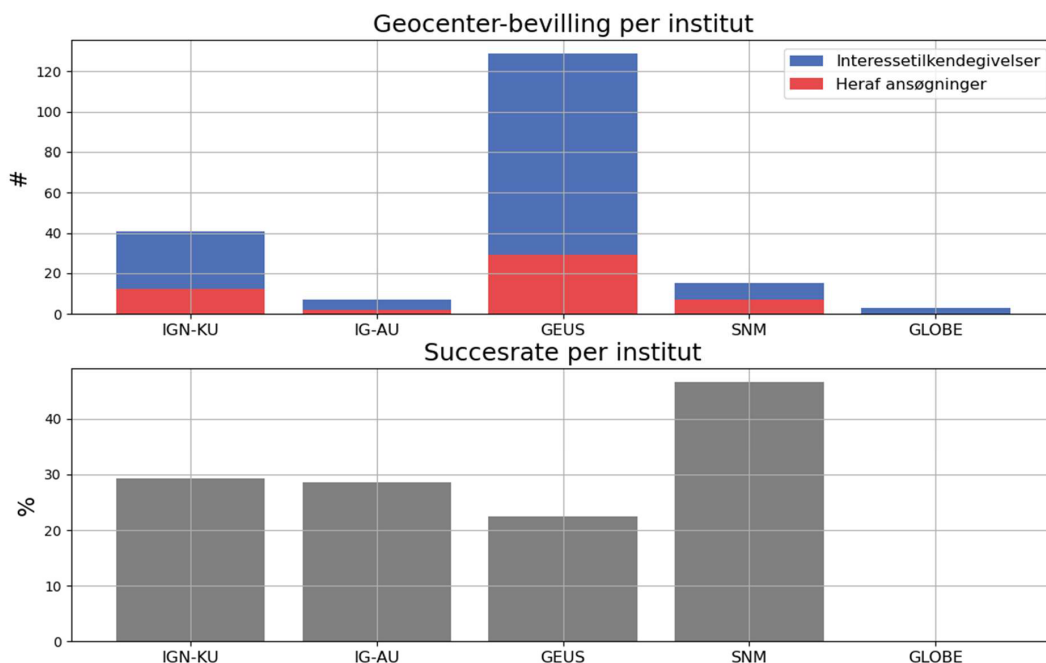 Geocenter-bevilling per institut
Interessetilkendegivelser
Heraf ansøgninger
#
120
100
80
60
40
20
0
IGN-KU IG-AU GEUS SNM GLOBE
Succesrate per institut
%
40
30
20
10
0
IGN-KU IG-AU GEUS SNM GLOBE